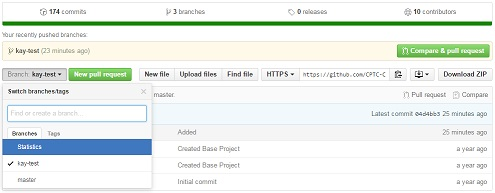 174 commits
3 branches
0 releases
10 contributors
Your recently pushed branches:
kay-test (23 minutes ago)
Compare & pull request
Branch: kay-test
New pull request
New file
Upload files
Find file
HTTPS
https://github.com/CPTC-C
Download ZIP
Switch branches/tags
master.
Pull request
Compare
Find or create a branch...
Latest commit 04d4bb3 25 minutes ago
Branches
Tags
Added
25 minutes ago
Statistics
Created Base Project
a year ago
kay-test
Created Base Project
a year ago
master
Initial commit
a year ago